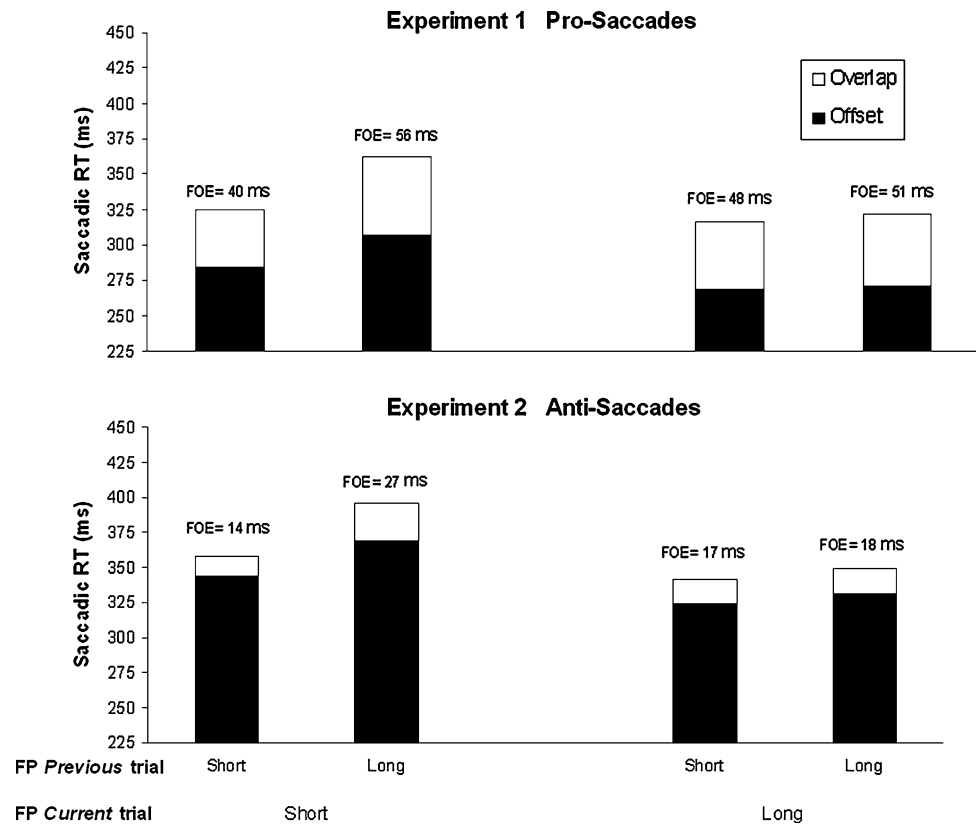 Experiment 1 Pro-Saccades
450
425
400
375
350
325
300
275
250
225
Saccadic RT (ms)
Overlap
Offset
FOE= 40 ms
FOE= 56 ms
FOE= 48 ms
FOE= 51 ms
Experiment 2 Anti-Saccades
450
425
400
375
350
325
300
275
250
225
Saccadic RT (ms)
FOE= 14 ms
FOE= 27 ms
FOE= 17 ms
FOE= 18 ms
FP Previous trial Short Long Short Long
FP Current trial Short Long